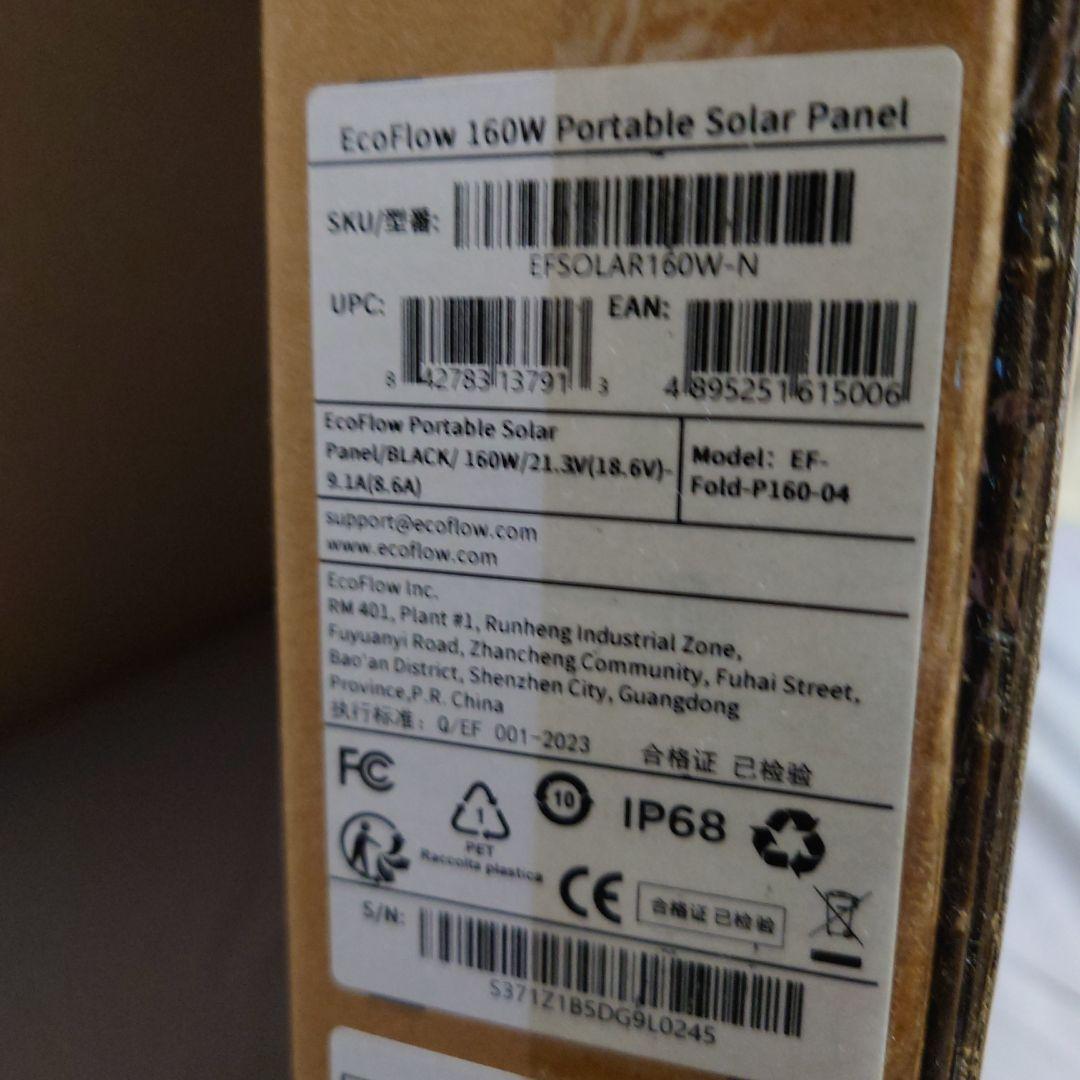 EcoFlow 160W Portable Solar Panel
SKU/型番:
EFSOLAR160W-N
UPC:
8 42783 13791 3
EAN:
4 895251 615006
EcoFlow Portable Solar
Panel/BLACK/ 160W/21.3V(18.6V)-
9.1A(8.6A)
Model: EF-
Fold-P160-04
support@ecoflow.com
www.ecoflow.com
EcoFlow Inc.
RM 401, Plant #1, Runheng Industrial Zone,
Fuyuanyi Road, Zhancheng Community, Fuhai Street,
Bao'an District, Shenzhen City, Guangdong
Province,P.R. China
执行标准: Q/EF 001-2023
合格证 已检验
FC
1
PET
Raccolta plastica
10
IP68
CE
合格证 已检验
S/N:
S371Z1B5DG9L0245